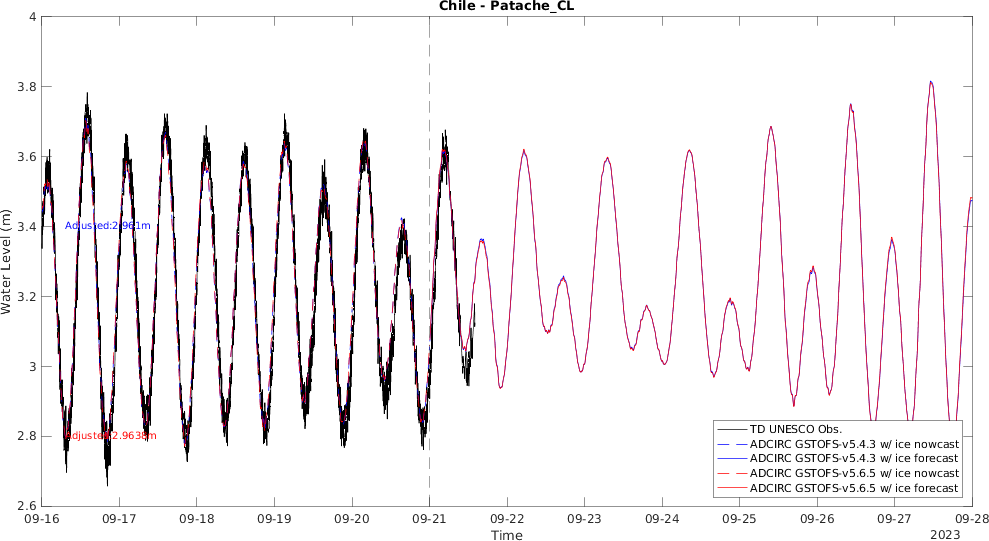 Chile - Patache_CL
Water Level (m)
4
3.8
3.6
3.4
3.2
3
2.8
2.6
Adjusted:2.961m
Adjusted:2.9636m
TD UNESCO Obs.
ADCIRC GSTOFS-v5.4.3 w/ ice nowcast
ADCIRC GSTOFS-v5.4.3 w/ ice forecast
ADCIRC GSTOFS-v5.6.5 w/ ice nowcast
ADCIRC GSTOFS-v5.6.5 w/ ice forecast
09-16 09-17 09-18 09-19 09-20 09-21 09-22 09-23 09-24 09-25 09-26 09-27 09-28
Time
2023